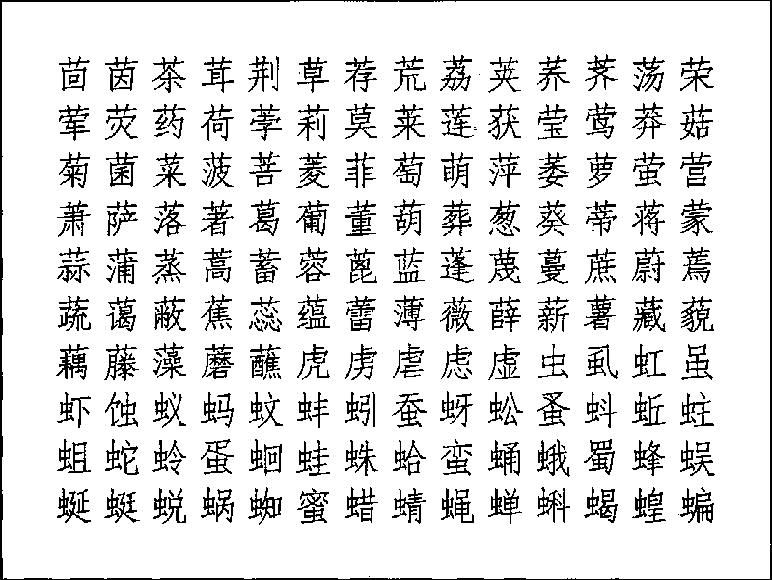 茴茵茶茸荆草荐荒荔荚荞荠荡荣
荤荧药荷荸莉莫莱莲获莹莺莽菇
菊菌菜菠菩菱菲萄萌萍萎萝萤营
萧萨落著葛葡董葫葬葱葵蒂蒋蒙
蒜蒲蒸蒿蓄蓉蓖蓝蓬蔑蔓蔗蔚蔫
蔬蔼蔽蕉蕊蕴蕾薄薇薛薪薯藏藐
藕藤藻蘑蘸虎虏虐虑虚虫虱虹虽
虾蚀蚁蚂蚊蚌蚓蚕蚜蚣蚤蚪蚯蛀
蛆蛇蛉蛋蛔蛙蛛蛤蛮蛹蛾蜀蜂蜈
蜒蜓蜕蜗蜘蜜蜡蜻蝇蝉蝌蝎蝗蝙